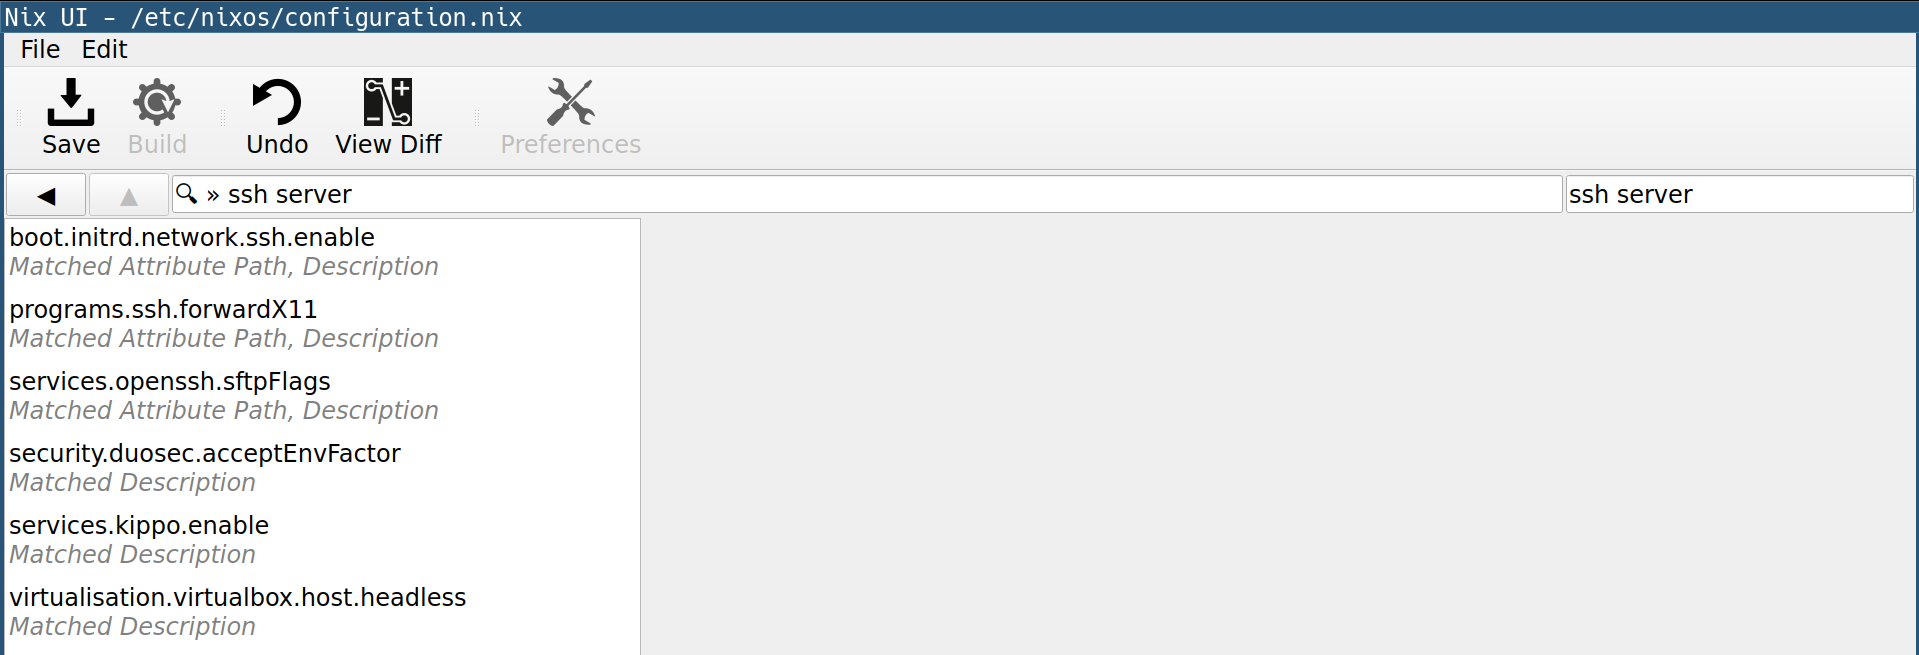 Nix UI – /etc/nixos/configuration.nix
File Edit
Save Build Undo View Diff Preferences
» ssh server ssh server
boot.initrd.network.ssh.enable
Matched Attribute Path, Description
programs.ssh.forwardX11
Matched Attribute Path, Description
services.openssh.sftpFlags
Matched Attribute Path, Description
security.duosec.acceptEnvFactor
Matched Description
services.kippo.enable
Matched Description
virtualisation.virtualbox.host.headless
Matched Description